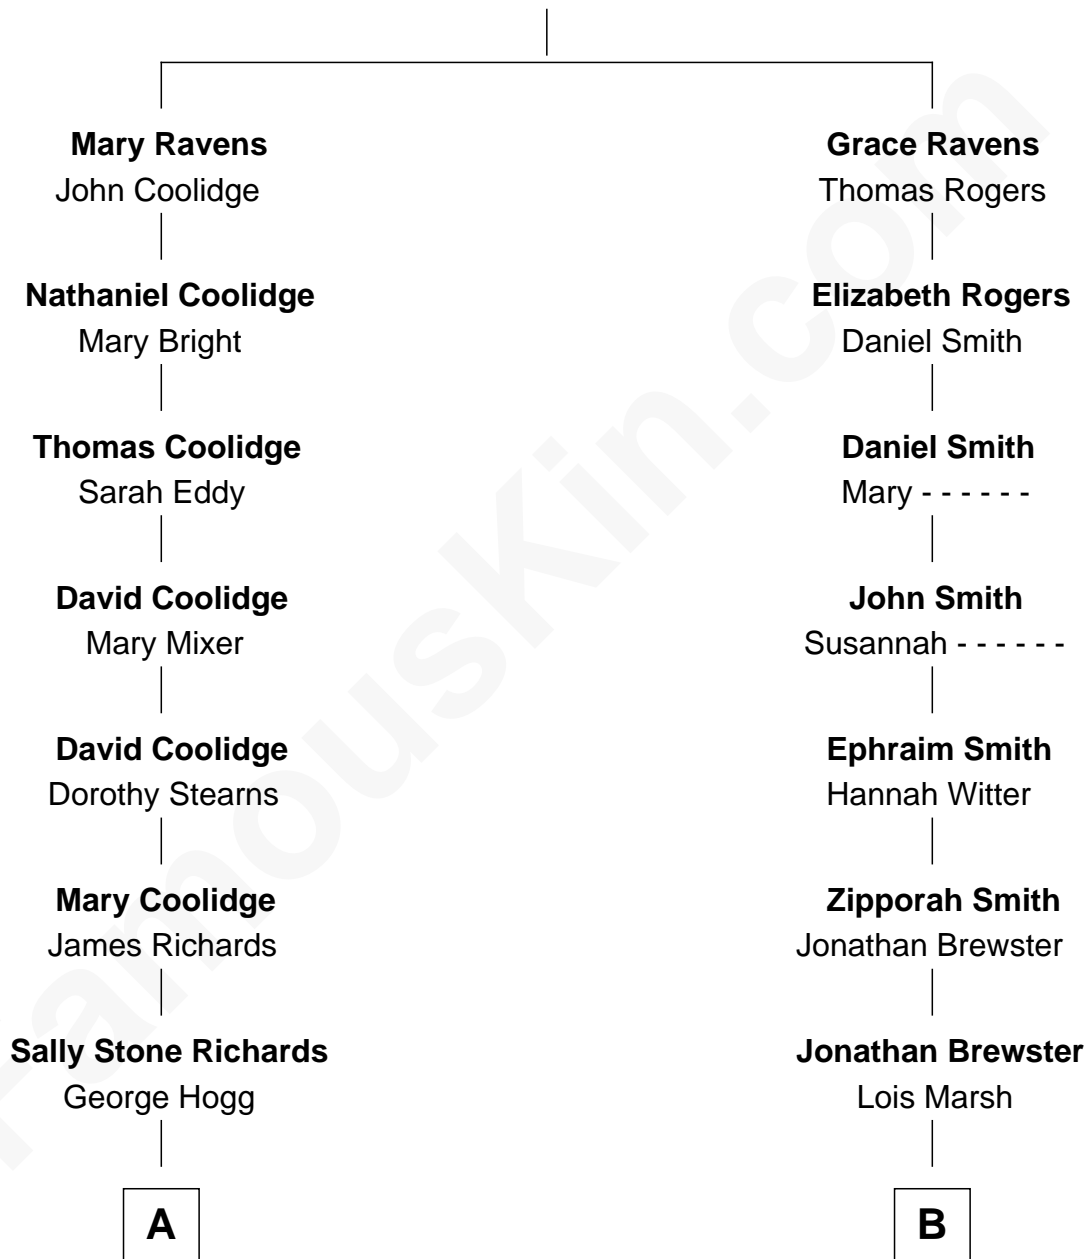 Mary Ravens
John Coolidge
Nathaniel Coolidge
Mary Bright
Thomas Coolidge
Sarah Eddy
David Coolidge
Mary Mixer
David Coolidge
Dorothy Stearns
Mary Coolidge
James Richards
Sally Stone Richards
George Hogg
A
Grace Ravens
Thomas Rogers
Elizabeth Rogers
Daniel Smith
Daniel Smith
Mary - - - - - -
John Smith
Susannah - - - - - -
Ephraim Smith
Hannah Witter
Zipporah Smith
Jonathan Brewster
Jonathan Brewster
Lois Marsh
B
FamousKin.com